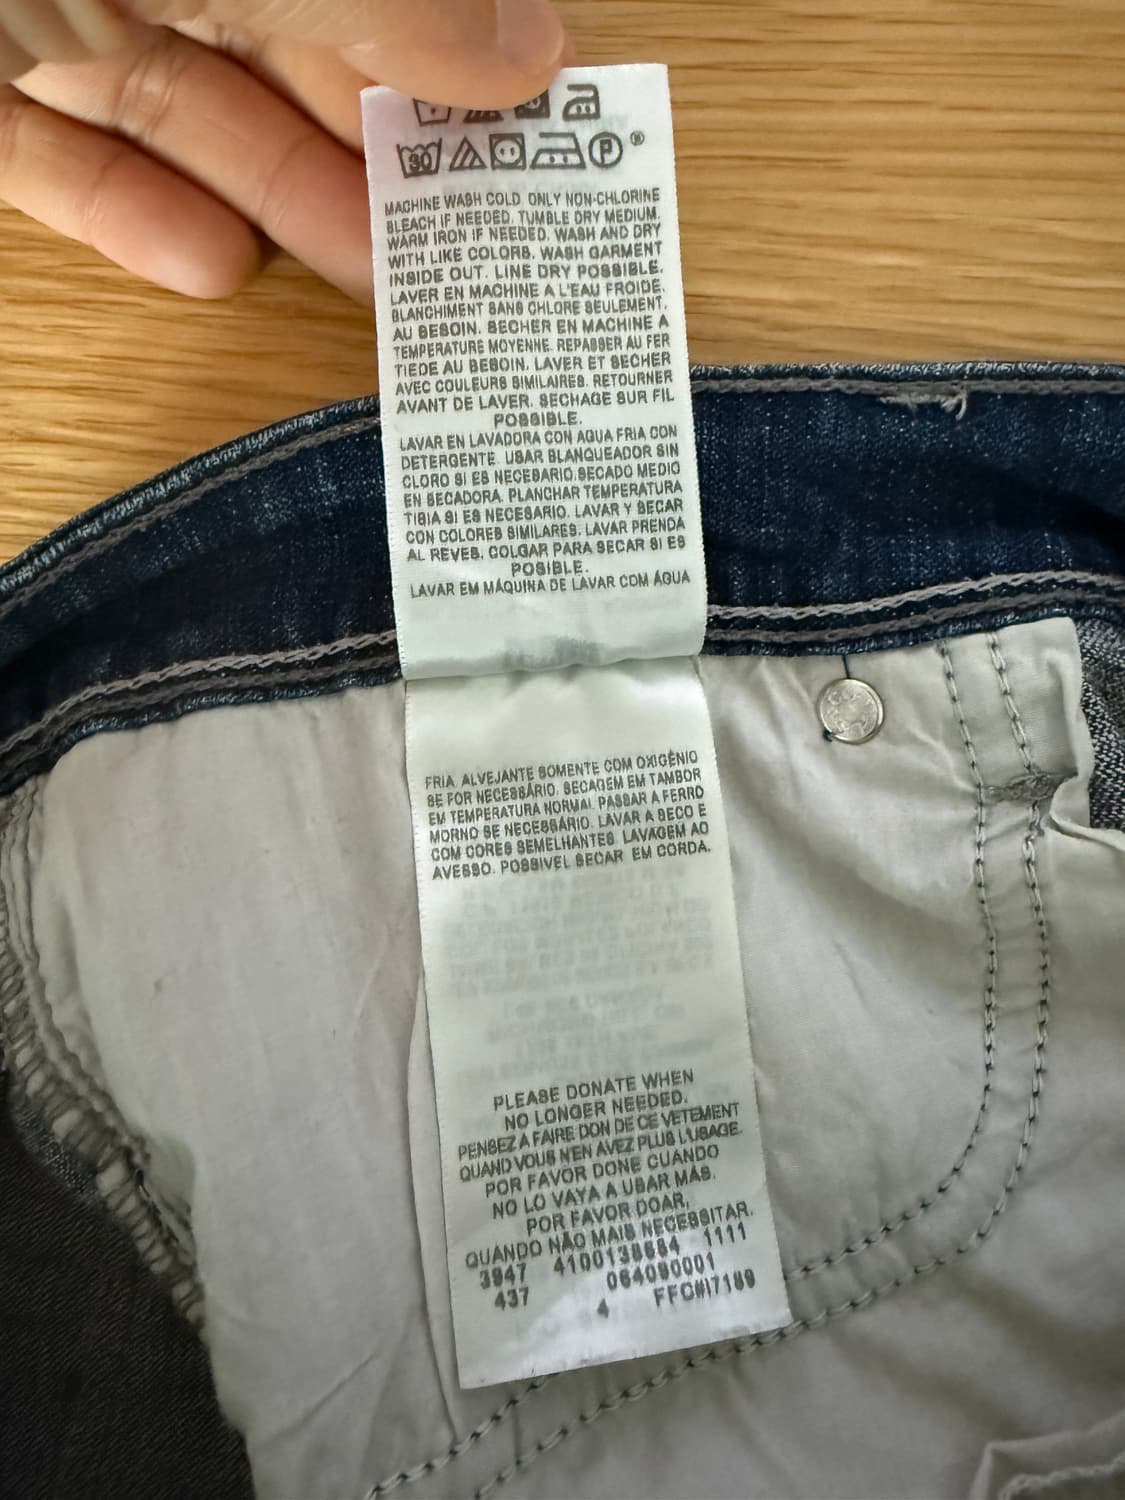 30 P ®
MACHINE WASH COLD. ONLY NON-CHLORINE
BLEACH IF NEEDED. TUMBLE DRY MEDIUM.
WARM IRON IF NEEDED. WASH AND DRY
WITH LIKE COLORS. WASH GARMENT
INSIDE OUT. LINE DRY POSSIBLE.
LAVER EN MACHINE A L'EAU FROIDE.
BLANCHIMENT SANS CHLORE SEULEMENT.
AU BESOIN. SECHER EN MACHINE A
TEMPERATURE MOYENNE. REPASSER AU FER
TIEDE AU BESOIN. LAVER ET SECHER
AVEC COULEURS SIMILAIRES. RETOURNER
AVANT DE LAVER. SECHAGE SUR FIL
POSSIBLE.
LAVAR EN LAVADORA CON AGUA FRIA CON
DETERGENTE. USAR BLANQUEADOR SIN
CLORO SI ES NECESARIO.SECADO MEDIO
EN SECADORA. PLANCHAR TEMPERATURA
TIBIA SI ES NECESARIO. LAVAR Y SECAR
CON COLORES SIMILARES. LAVAR PRENDA
AL REVES. COLGAR PARA SECAR SI ES
POSIBLE.
LAVAR EM MÁQUINA DE LAVAR COM ÁGUA
FRIA. ALVEJANTE SOMENTE COM OXIGÊNIO
SE FOR NECESSÁRIO. SECAGEM EM TAMBOR
EM TEMPERATURA NORMAL. PASSAR A FERRO
MORNO SE NECESSÁRIO. LAVAR A SECO E
COM CORES SEMELHANTES. LAVAGEM AO
AVESSO. POSSIVEL SECAR EM CORDA.
PLEASE DONATE WHEN
NO LONGER NEEDED.
PENSEZ A FAIRE DON DE CE VETEMENT
QUAND VOUS N'EN AVEZ PLUS L'USAGE.
POR FAVOR DONE CUANDO
NO LO VAYA A USAR MÁS.
POR FAVOR DOAR,
QUANDO NÃO MAIS NECESSITAR.
3947 4100138684 1111
437 064090001
4 FFC#17189